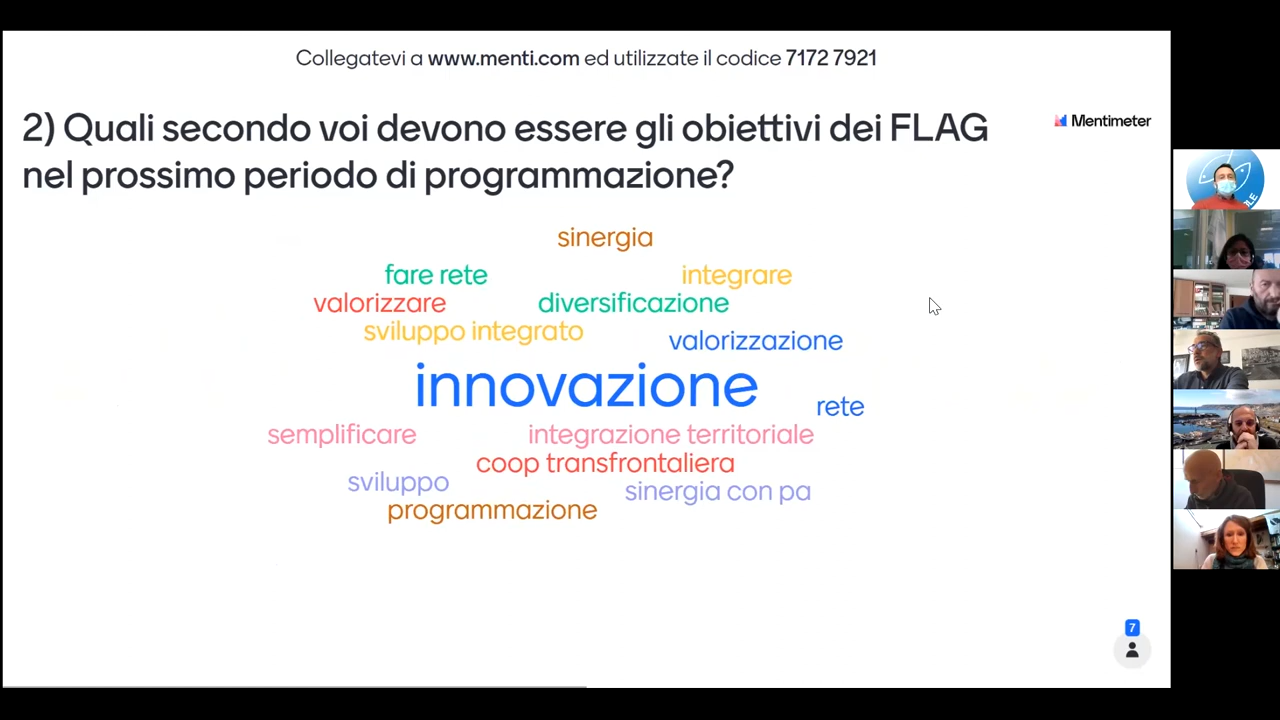 Collegatevi a www.menti.com ed utilizzate il codice 7172 7921
2) Quali secondo voi devono essere gli obiettivi dei FLAG
nel prossimo periodo di programmazione?
Mentimeter
sinergia
fare rete
integrare
valorizzare
diversificazione
sviluppo integrato
valorizzazione
innovazione
rete
semplificare
integrazione territoriale
coop transfrontaliera
sviluppo
sinergia con pa
programmazione
7